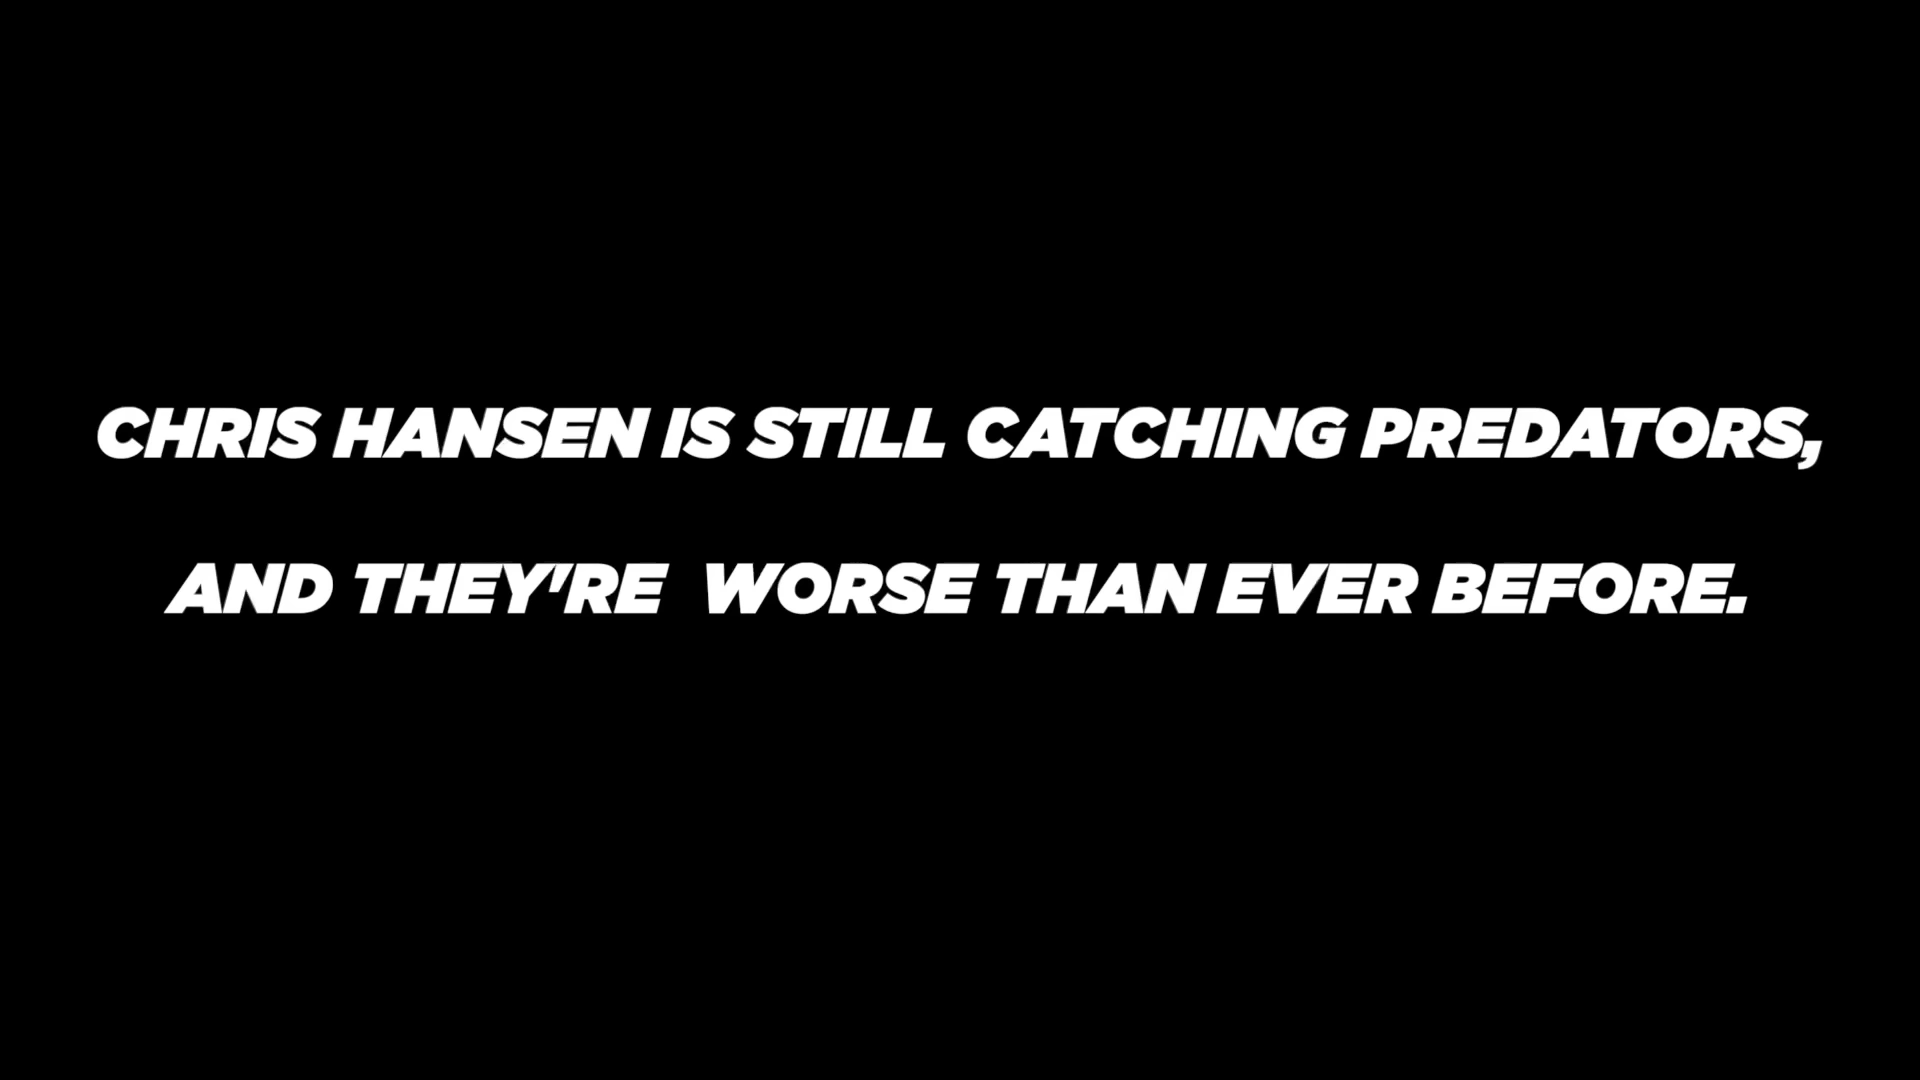 CHRIS HANSEN IS STILL CATCHING PREDATORS,
AND THEY'RE  WORSE THAN EVER BEFORE.